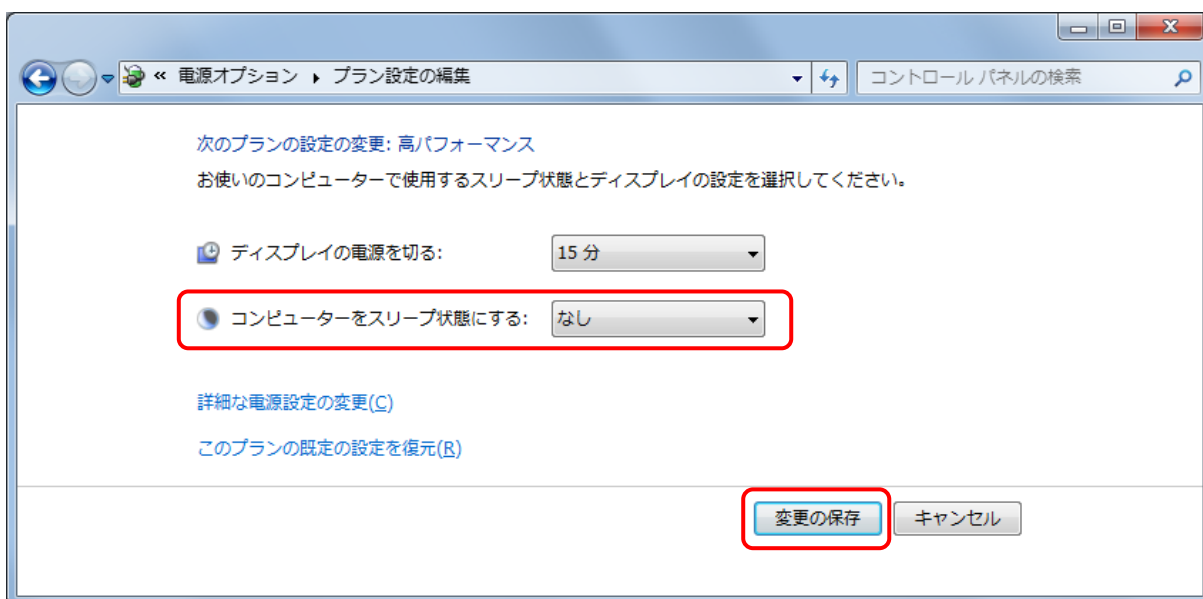 « 電源オプション ▸ プラン設定の編集
コントロール パネルの検索
次のプランの設定の変更: 高パフォーマンス
お使いのコンピューターで使用するスリープ状態とディスプレイの設定を選択してください。
ディスプレイの電源を切る: 15 分
コンピューターをスリープ状態にする: なし
詳細な電源設定の変更(C)
このプランの既定の設定を復元(R)
変更の保存 キャンセル